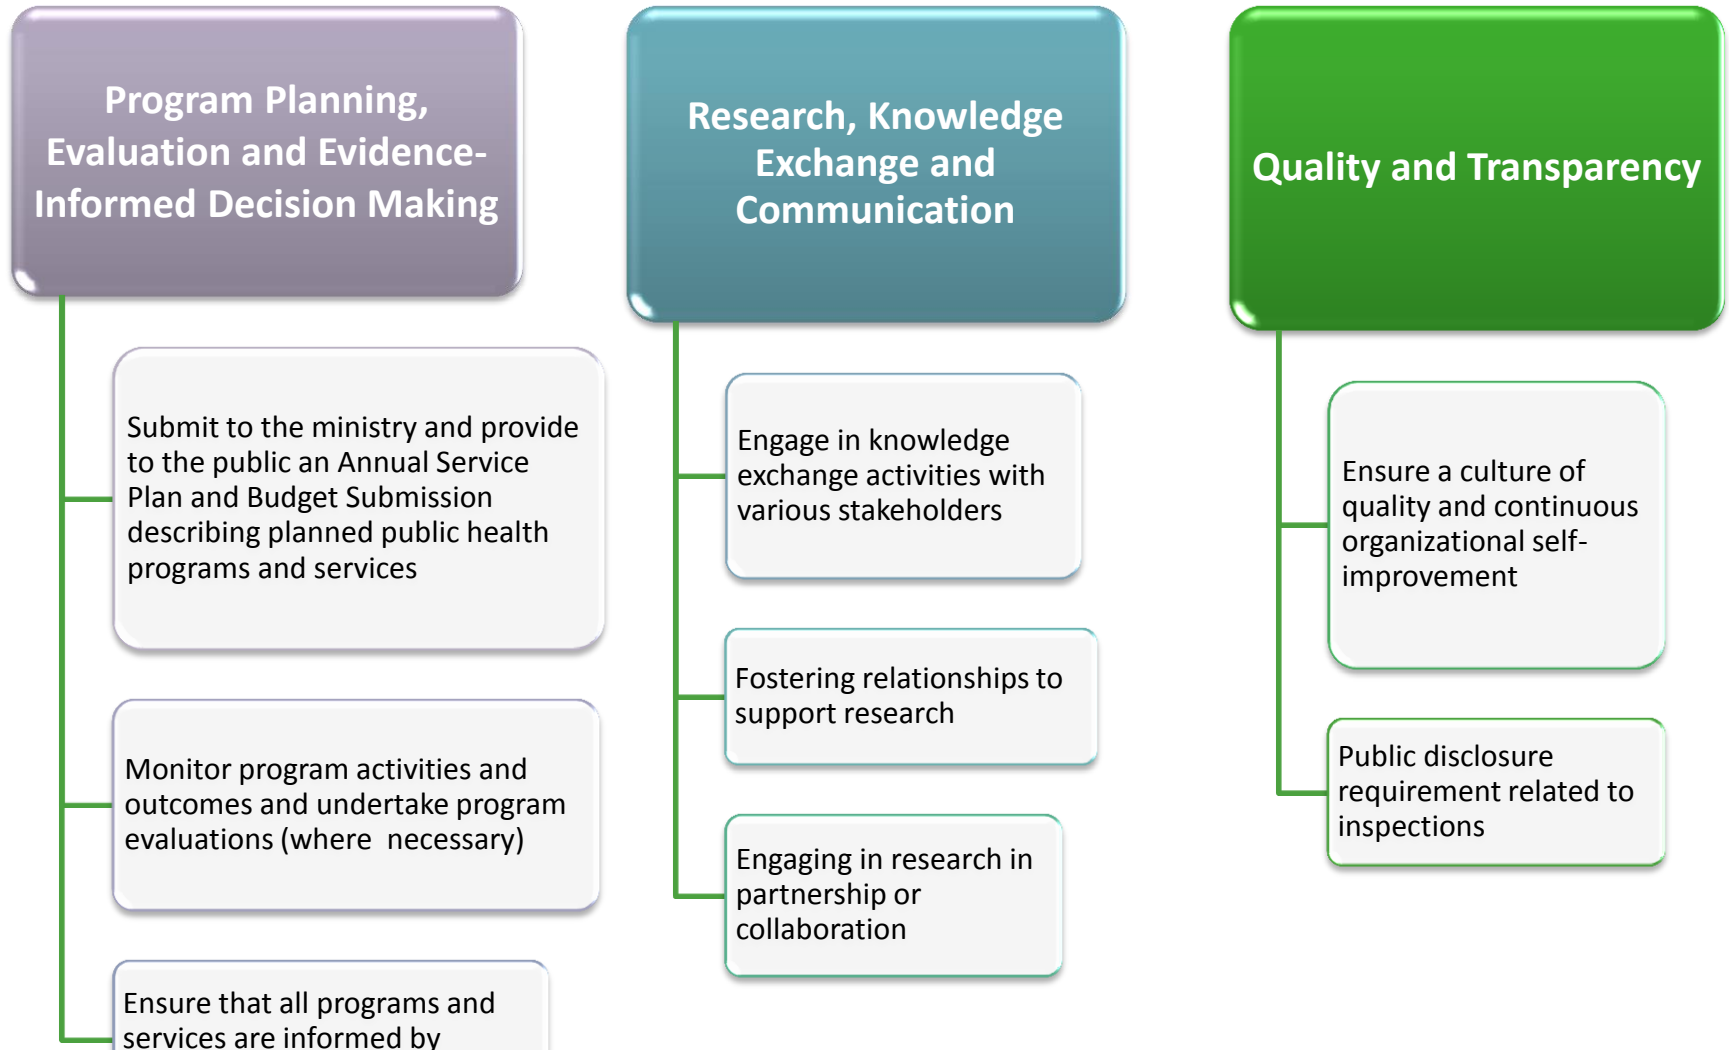 Program Planning,
Evaluation and Evidence-
Informed Decision Making
Submit to the ministry and provide
to the public an Annual Service
Plan and Budget Submission
describing planned public health
programs and services
Monitor program activities and
outcomes and undertake program
evaluations (where  necessary)
Ensure that all programs and
services are informed by
Research, Knowledge
Exchange and
Communication
Engage in knowledge
exchange activities with
various stakeholders
Fostering relationships to
support research
Engaging in research in
partnership or
collaboration
Quality and Transparency
Ensure a culture of
quality and continuous
organizational self-
improvement
Public disclosure
requirement related to
inspections